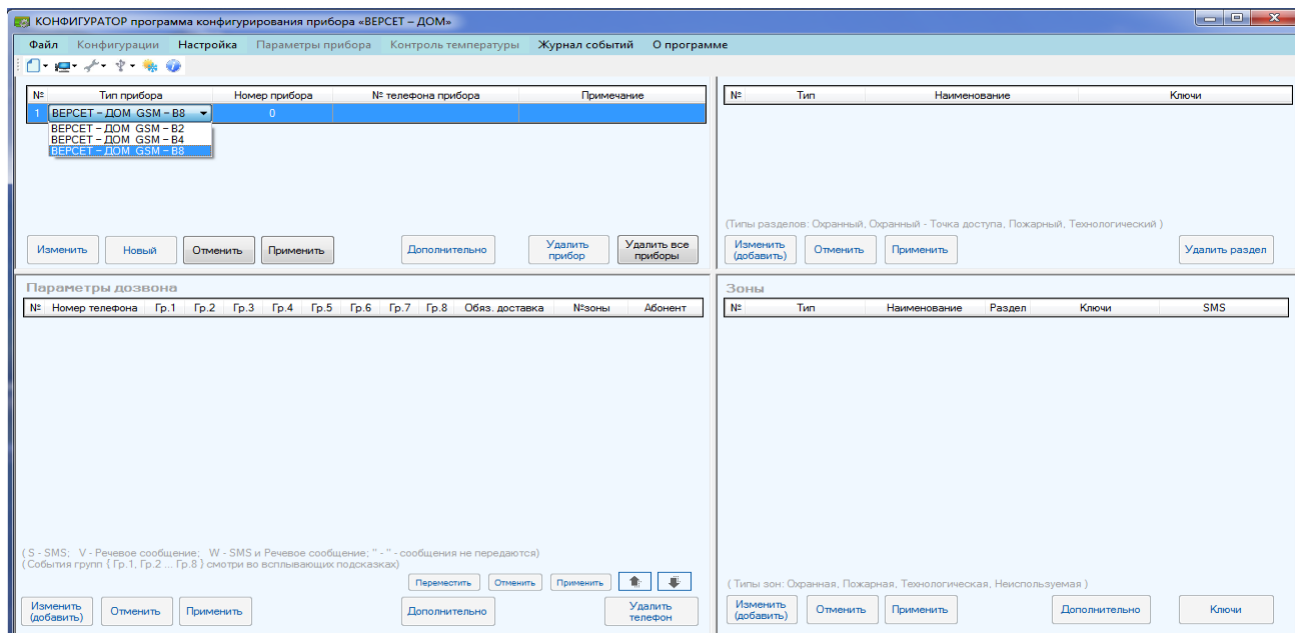 КОНФИГУРАТОР программа конфигурирования прибора «ВЕРСЕТ – ДОМ»
Файл Конфигурации Настройка Параметры прибора Контроль температуры Журнал событий О программе
№ Тип прибора Номер прибора № телефона прибора Примечание
1 ВЕРСЕТ – ДОМ GSM – В8 0
ВЕРСЕТ – ДОМ GSM – В2
ВЕРСЕТ – ДОМ GSM – В4
ВЕРСЕТ – ДОМ GSM – В8
Изменить Новый Отменить Применить Дополнительно Удалить прибор Удалить все приборы
№ Тип Наименование Ключи
(Типы разделов: Охранный, Охранный - Точка доступа, Пожарный, Технологический )
Изменить (добавить) Отменить Применить Удалить раздел
Параметры дозвона
№ Номер телефона Гр.1 Гр.2 Гр.3 Гр.4 Гр.5 Гр.6 Гр.7 Гр.8 Обяз. доставка №зоны Абонент
( S - SMS; V - Речевое сообщение; W - SMS и Речевое сообщение; " - " - сообщения не передаются)
(События групп ( Гр.1, Гр.2 ... Гр.8 ) смотри во всплывающих подсказках)
Переместить Отменить Применить
Изменить (добавить) Отменить Применить Дополнительно Удалить телефон
Зоны
№ Тип Наименование Раздел Ключи SMS
( Типы зон: Охранная, Пожарная, Технологическая, Неиспользуемая )
Изменить (добавить) Отменить Применить Дополнительно Ключи